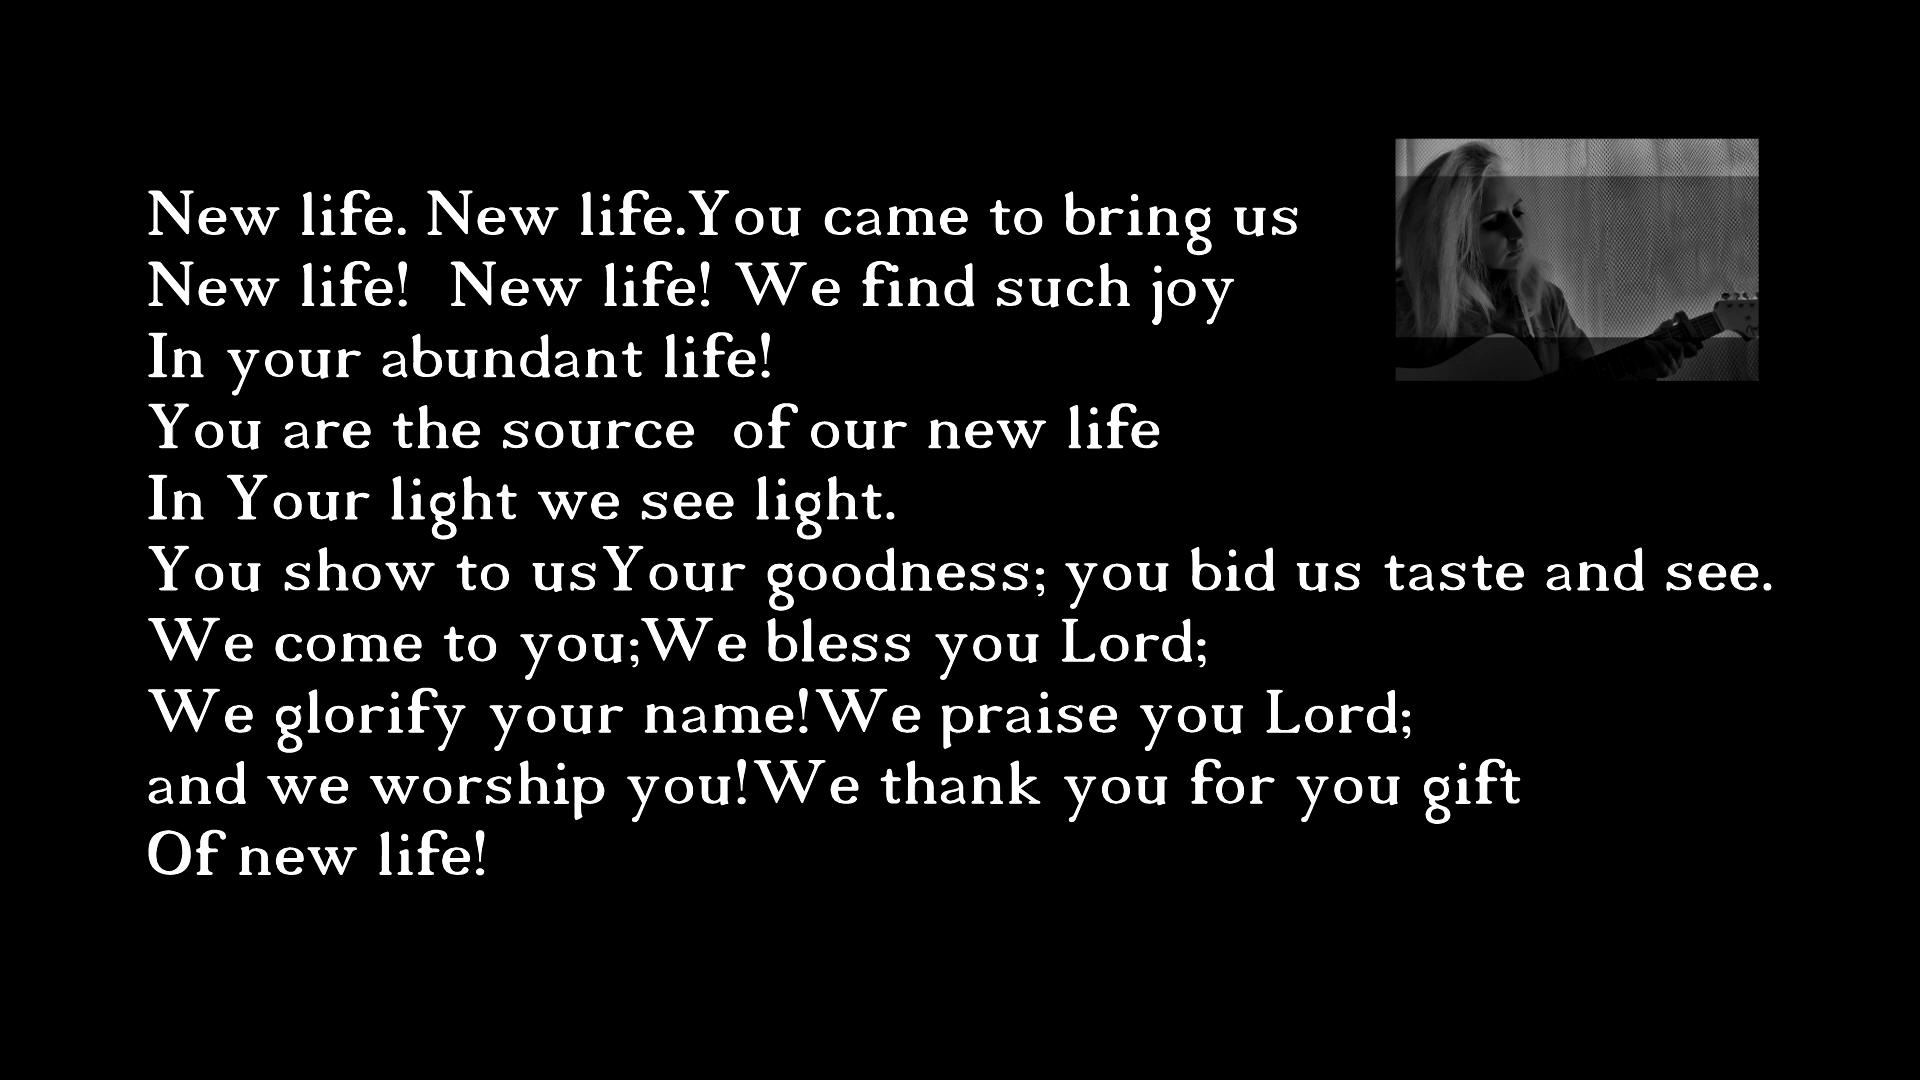 New life. New life.You came to bring us
New life!  New life! We find such joy
In your abundant life!
You are the source  of our new life
In Your light we see light.
You show to usYour goodness; you bid us taste and see.
We come to you;We bless you Lord;
We glorify your name!We praise you Lord;
and we worship you!We thank you for you gift
Of new life!